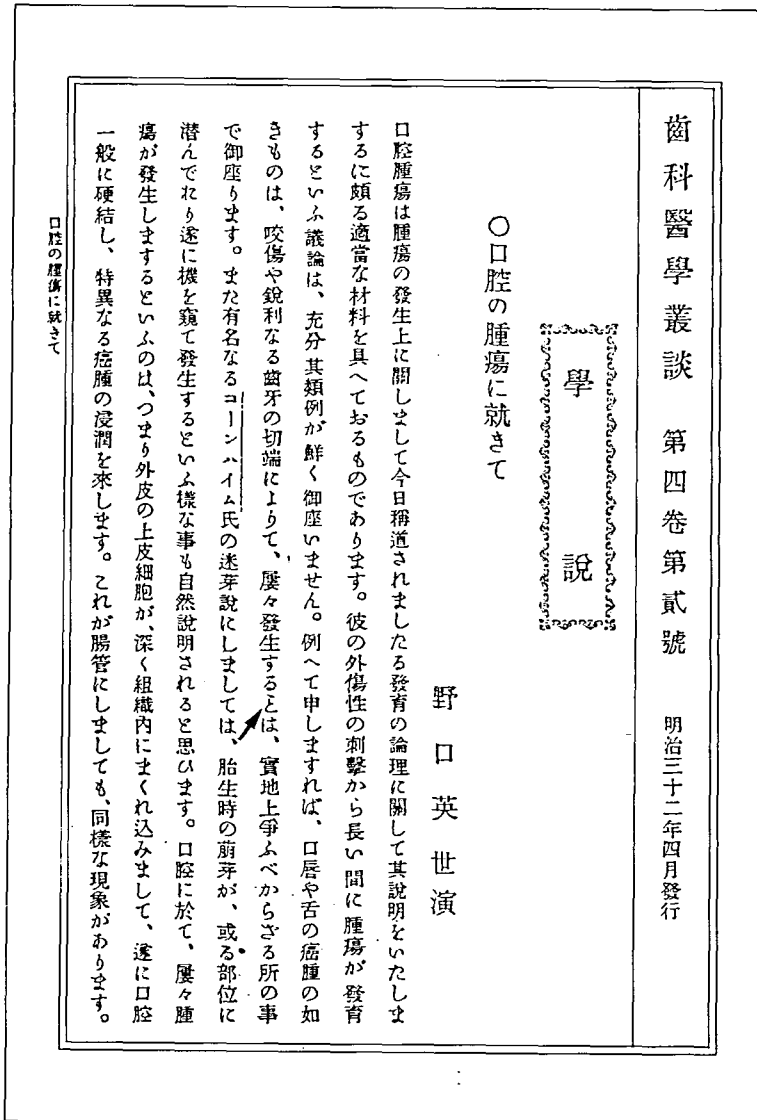 齒科醫學叢談　第四卷第貳號　明治三十二年四月發行
學說
〇口腔の腫瘍に就きて
野口英世演
口腔腫瘍は腫瘍の發生上に關しまして今日稱道されましたる發育の論理に關して其說明をいたしま
するに頗る適當な材料を具へておるものであります。彼の外傷性の刺擊から長い間に腫瘍が發育
するといふ議論は、充分其類例が鮮く御座いません。例へて申しますれば、口唇や舌の癌腫の如
きものは、咬傷や銳利なる齒牙の切端によりて、屢々發生するとは、實地上爭ふべからざる所の事
で御座ります。また有名なるコーンハイム氏の迷芽說にしましては、胎生時の萠芽が、或る部位に
潜んでれり遂に機を窺て發生するといふ樣な事も自然說明されると思ひます。口腔に於て、屢々腫
瘍が發生しまするといふのは、つまり外皮の上皮細胞が、深く組織內にまくれ込みまして、遂に口腔
一般に硬結し、特異なる癌腫の浸潤を來します。これが腸管にしましても、同樣な現象があります。
口腔の腫瘍に就きて